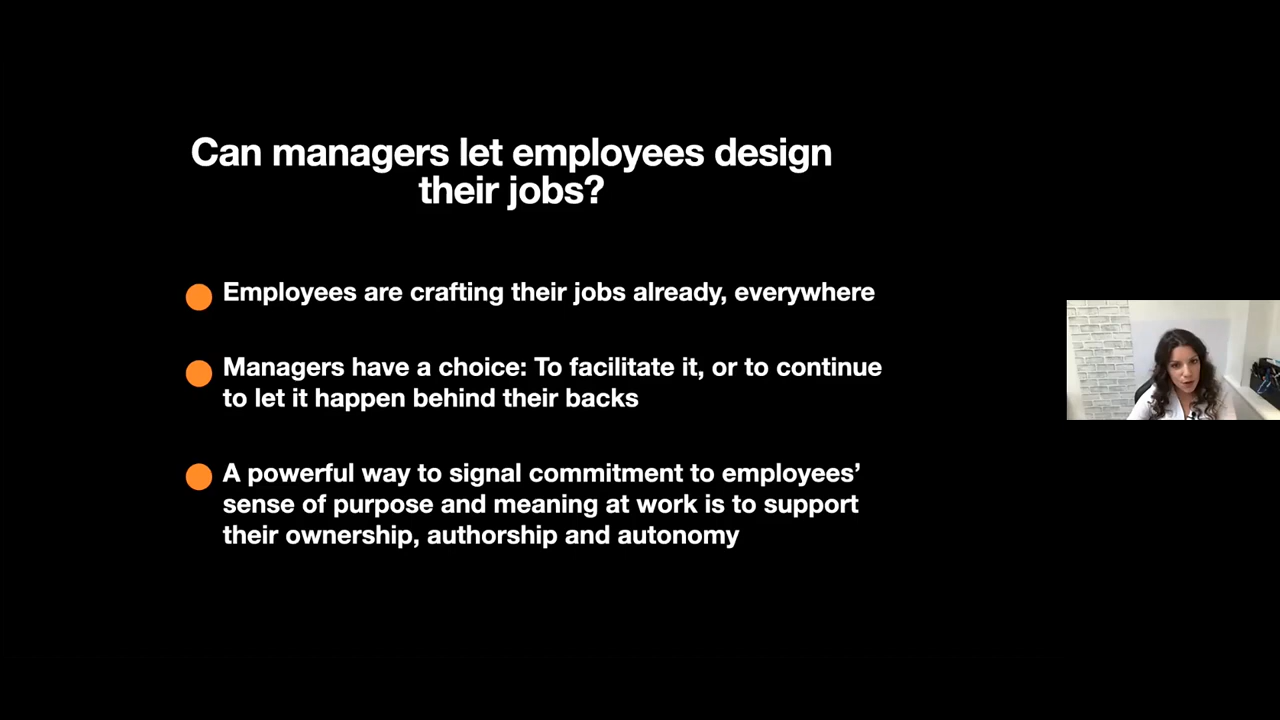 Can managers let employees design
their jobs?
Employees are crafting their jobs already, everywhere
Managers have a choice: To facilitate it, or to continue
to let it happen behind their backs
A powerful way to signal commitment to employees’
sense of purpose and meaning at work is to support
their ownership, authorship and autonomy